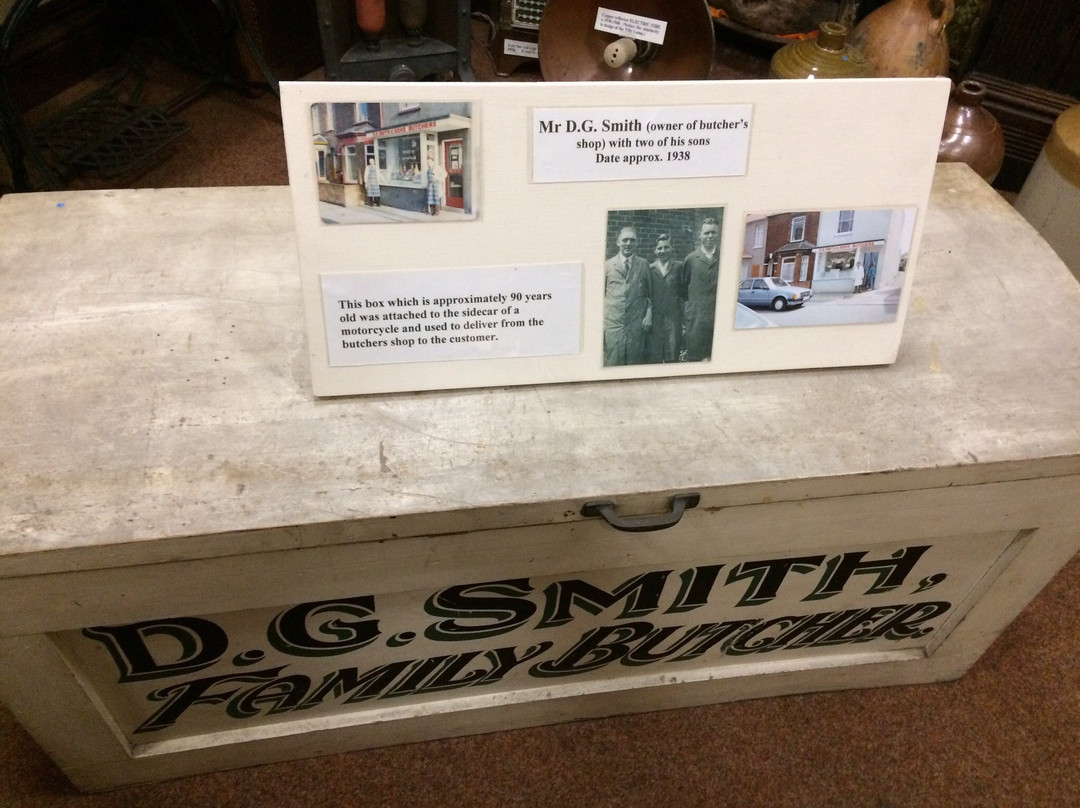 Mr D.G. Smith (owner of butcher's
shop) with two of his sons
Date approx. 1938
This box which is approximately 90 years
old was attached to the sidecar of a
motorcycle and used to deliver from the
butchers shop to the customer.
D.G. SMITH,
FAMILY BUTCHER.